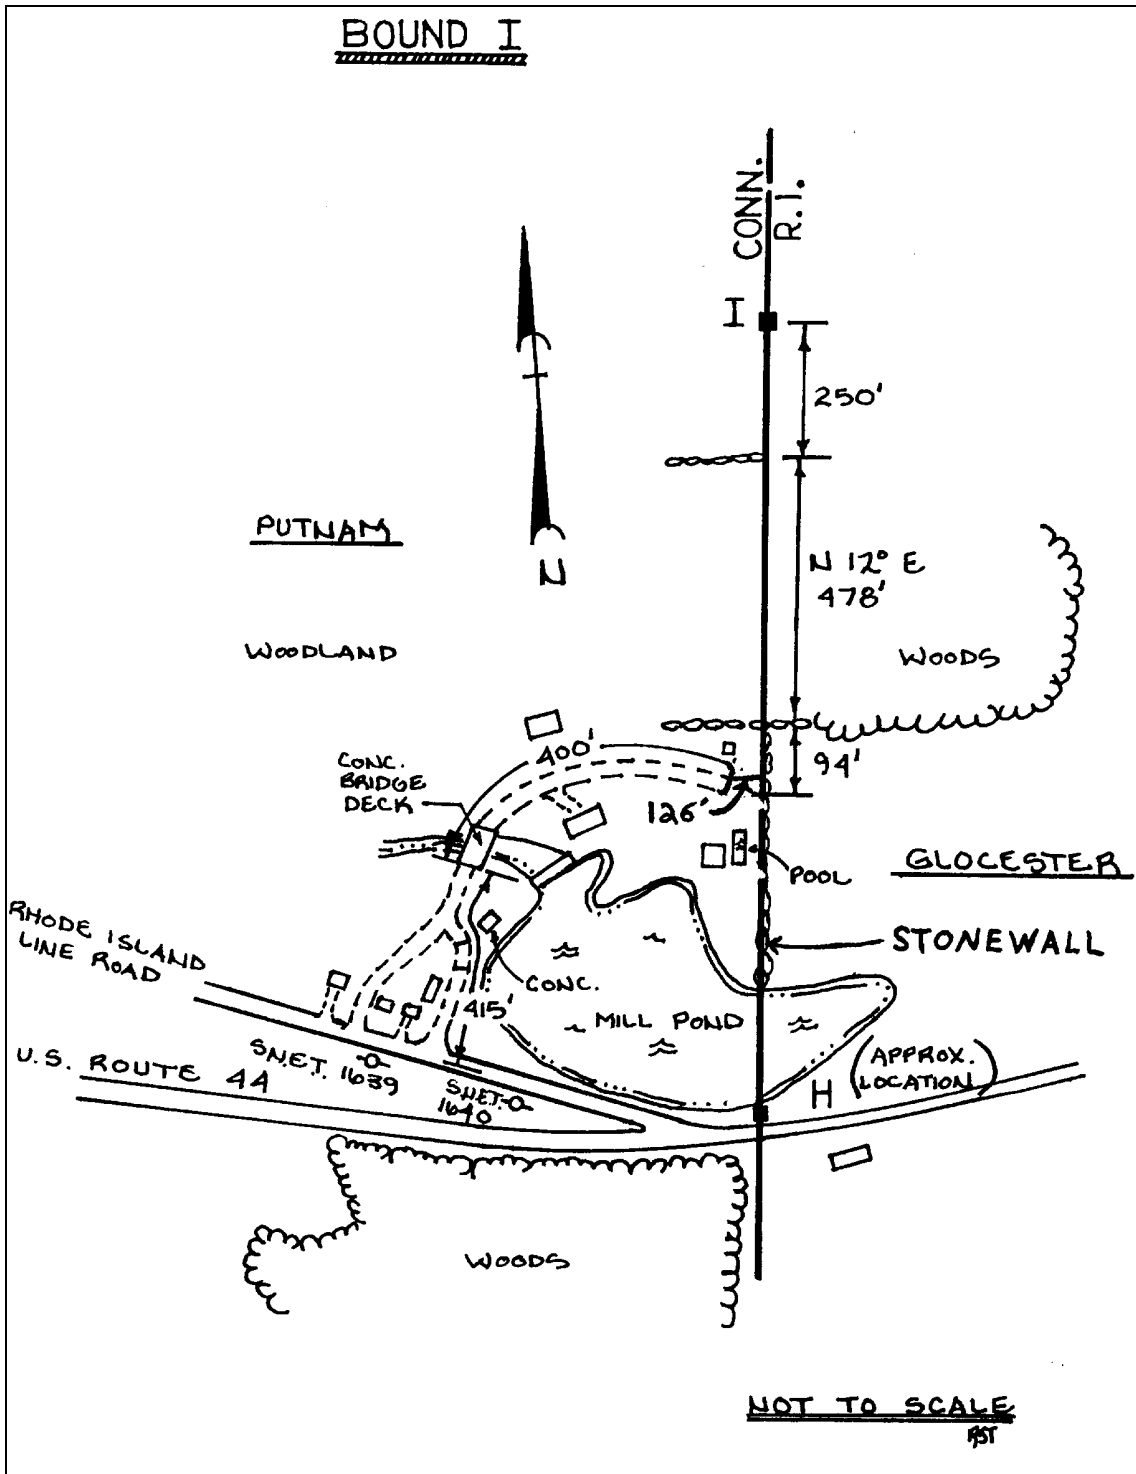 BOUND I
CONN.
R.I.
I
250'
PUTNAM
N
N 12° E
478'
WOODLAND
WOODS
400'
94'
CONC.
BRIDGE
DECK
126'
POOL
GLOCESTER
RHODE ISLAND
LINE ROAD
STONEWALL
CONC.
415'
MILL POND
U.S. ROUTE 44
S.N.E.T. 1639
S.N.E.T.
1640
H
(APPROX.
LOCATION)
WOODS
NOT TO SCALE
RST